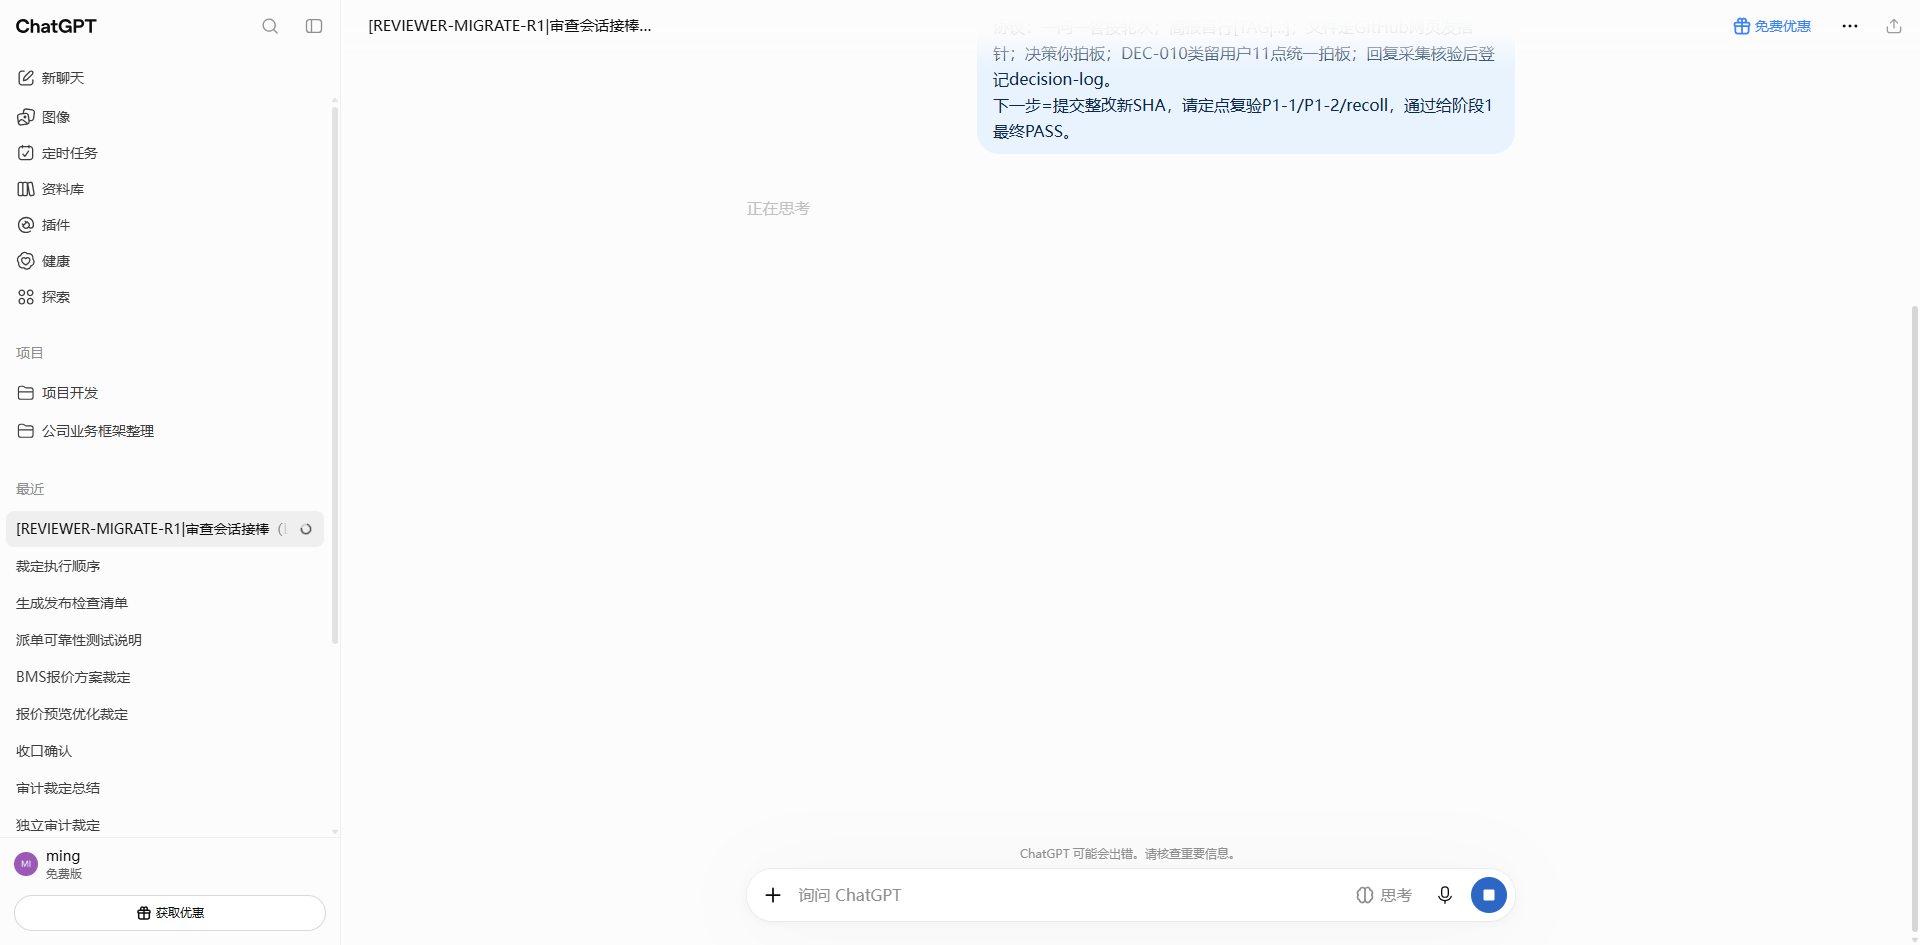 ChatGPT
新聊天
图像
定时任务
资料库
插件
健康
探索
项目
项目开发
公司业务框架整理
最近
[REVIEWER-MIGRATE-R1|审查会话接棒
裁定执行顺序
生成发布检查清单
派单可靠性测试说明
BMS报价方案裁定
报价预览优化裁定
收口确认
审计裁定总结
独立审计裁定
MI
ming
免费版
获取优惠
[REVIEWER-MIGRATE-R1|审查会话接棒...
免费优惠
针；决策你拍板；DEC-010类留用户11点统一拍板；回复采集核验后登
记decision-log。
下一步=提交整改新SHA，请定点复验P1-1/P1-2/recoll，通过给阶段1
最终PASS。
正在思考
ChatGPT 可能会出错。请核查重要信息。
询问 ChatGPT
思考